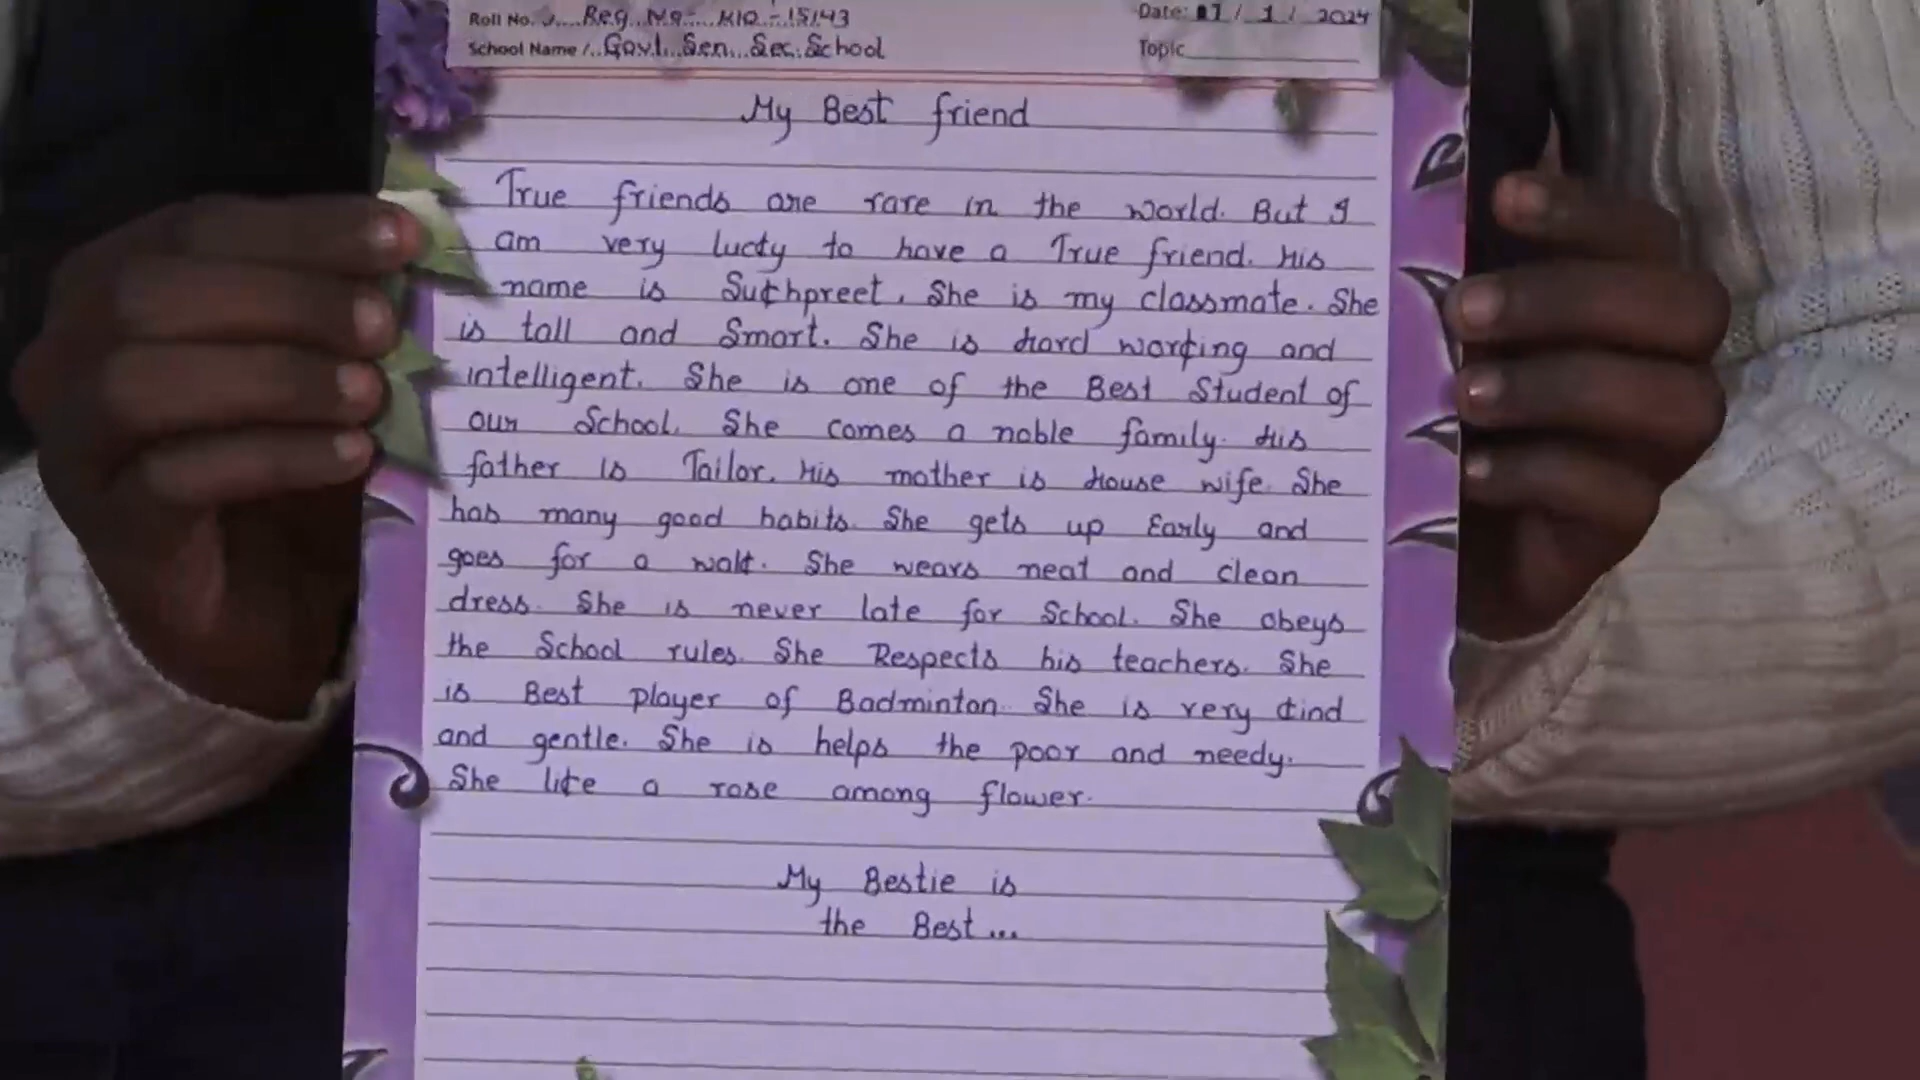 Roll No. Reg. No - M10 - 15143 Date: 07 / 1 / 2024
School Name / Govt. Sen. Sec. School Topic
My Best friend
True friends are rare in the world. But I
am very lucky to have a True friend. His
name is Sukhpreet. She is my classmate. She
is tall and Smart. She is hard working and
intelligent. She is one of the Best Student of
our School. She comes a noble family. His
father is Tailor. His mother is House wife. She
has many good habits. She gets up Early and
goes for a walk. She wears neat and clean
dress. She is never late for School. She obeys
the School rules. She Respects his teachers. She
is Best player of Badminton. She is very kind
and gentle. She is helps the poor and needy.
She like a rose among flower.
My Bestie is
the Best...